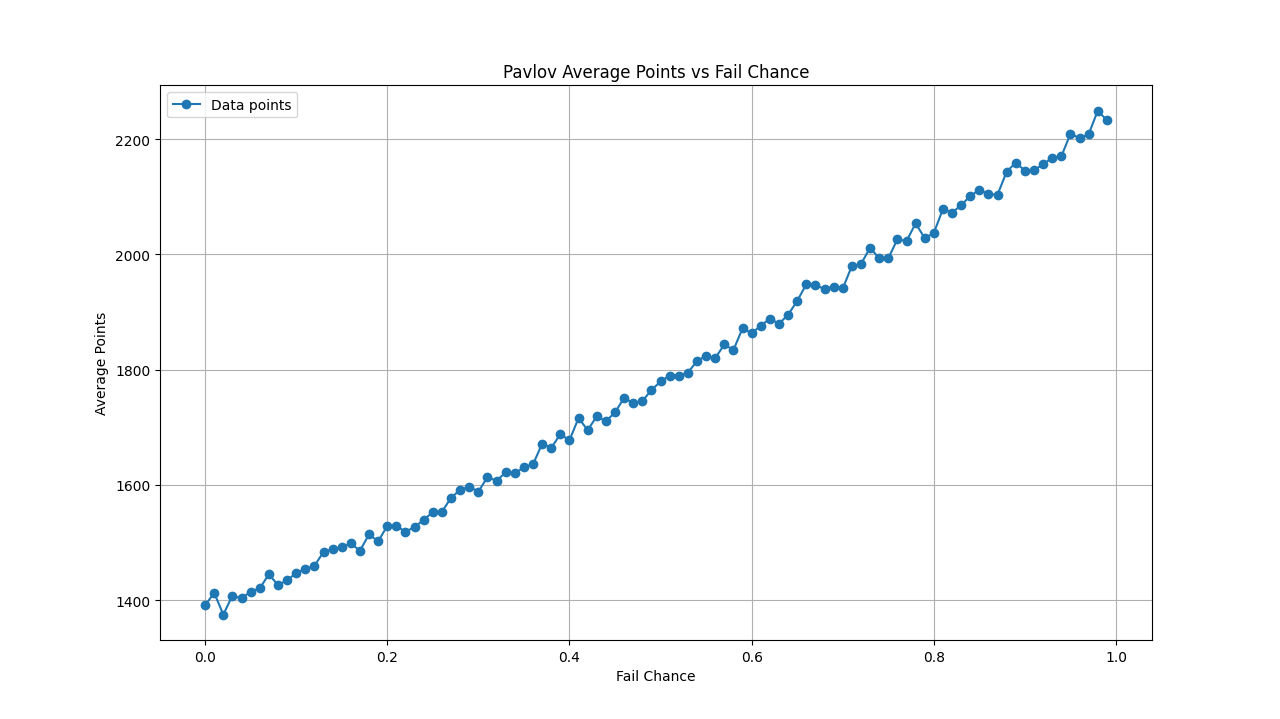 Pavlov Average Points vs Fail Chance
Data points
2200
2000
1800
1600
1400
Average Points
0.0 0.2 0.4 0.6 0.8 1.0
Fail Chance